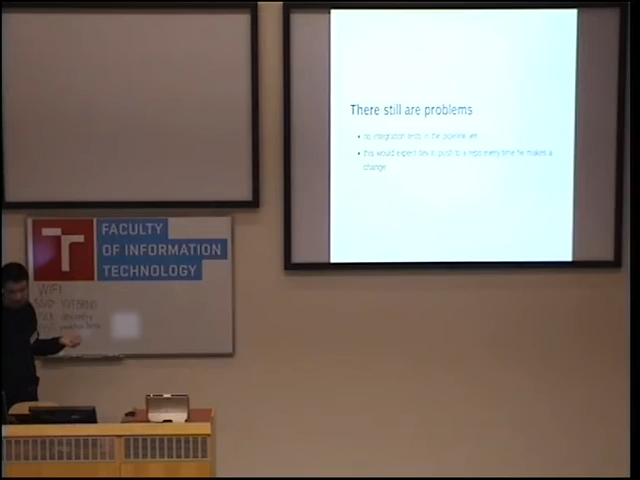 There still are problems
• no integration tests in the pipeline yet
• this would expect dev to push to a repo every time he makes a
change
T
FACULTY
OF INFORMATION
TECHNOLOGY
WIFI